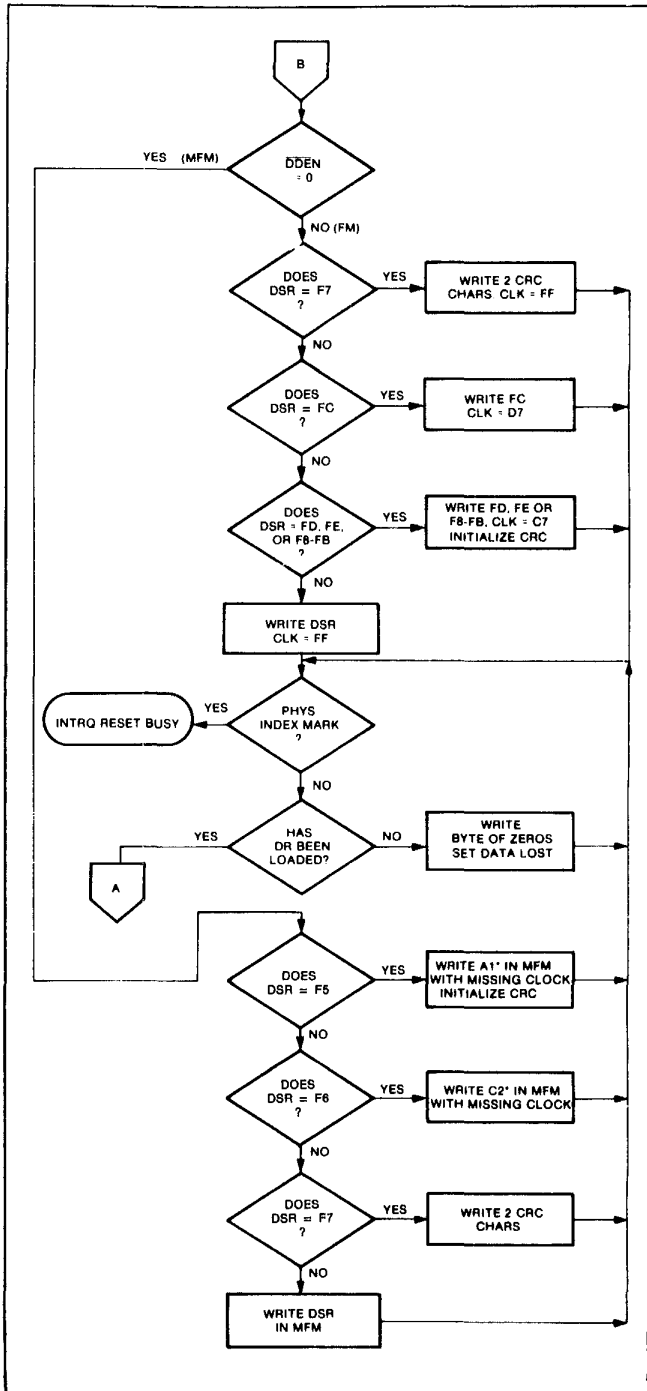 B
YES (MFM)
DDEN
= 0
NO (FM)
DOES
DSR = F7
?
YES
WRITE 2 CRC
CHARS. CLK = FF
NO
DOES
DSR = FC
?
YES
WRITE FC
CLK = D7
NO
DOES
DSR = FD, FE,
OR F8-FB
?
YES
WRITE FD, FE OR
F8-FB, CLK = C7
INITIALIZE CRC
NO
WRITE DSR
CLK = FF
INTRQ RESET BUSY
YES
PHYS
INDEX MARK
?
NO
YES
HAS
DR BEEN
LOADED?
NO
WRITE
BYTE OF ZEROS
SET DATA LOST
A
DOES
DSR = F5
YES
WRITE A1* IN MFM
WITH MISSING CLOCK
INITIALIZE CRC
NO
DOES
DSR = F6
?
YES
WRITE C2* IN MFM
WITH MISSING CLOCK
NO
DOES
DSR = F7
?
YES
WRITE 2 CRC
CHARS
NO
WRITE DSR
IN MFM